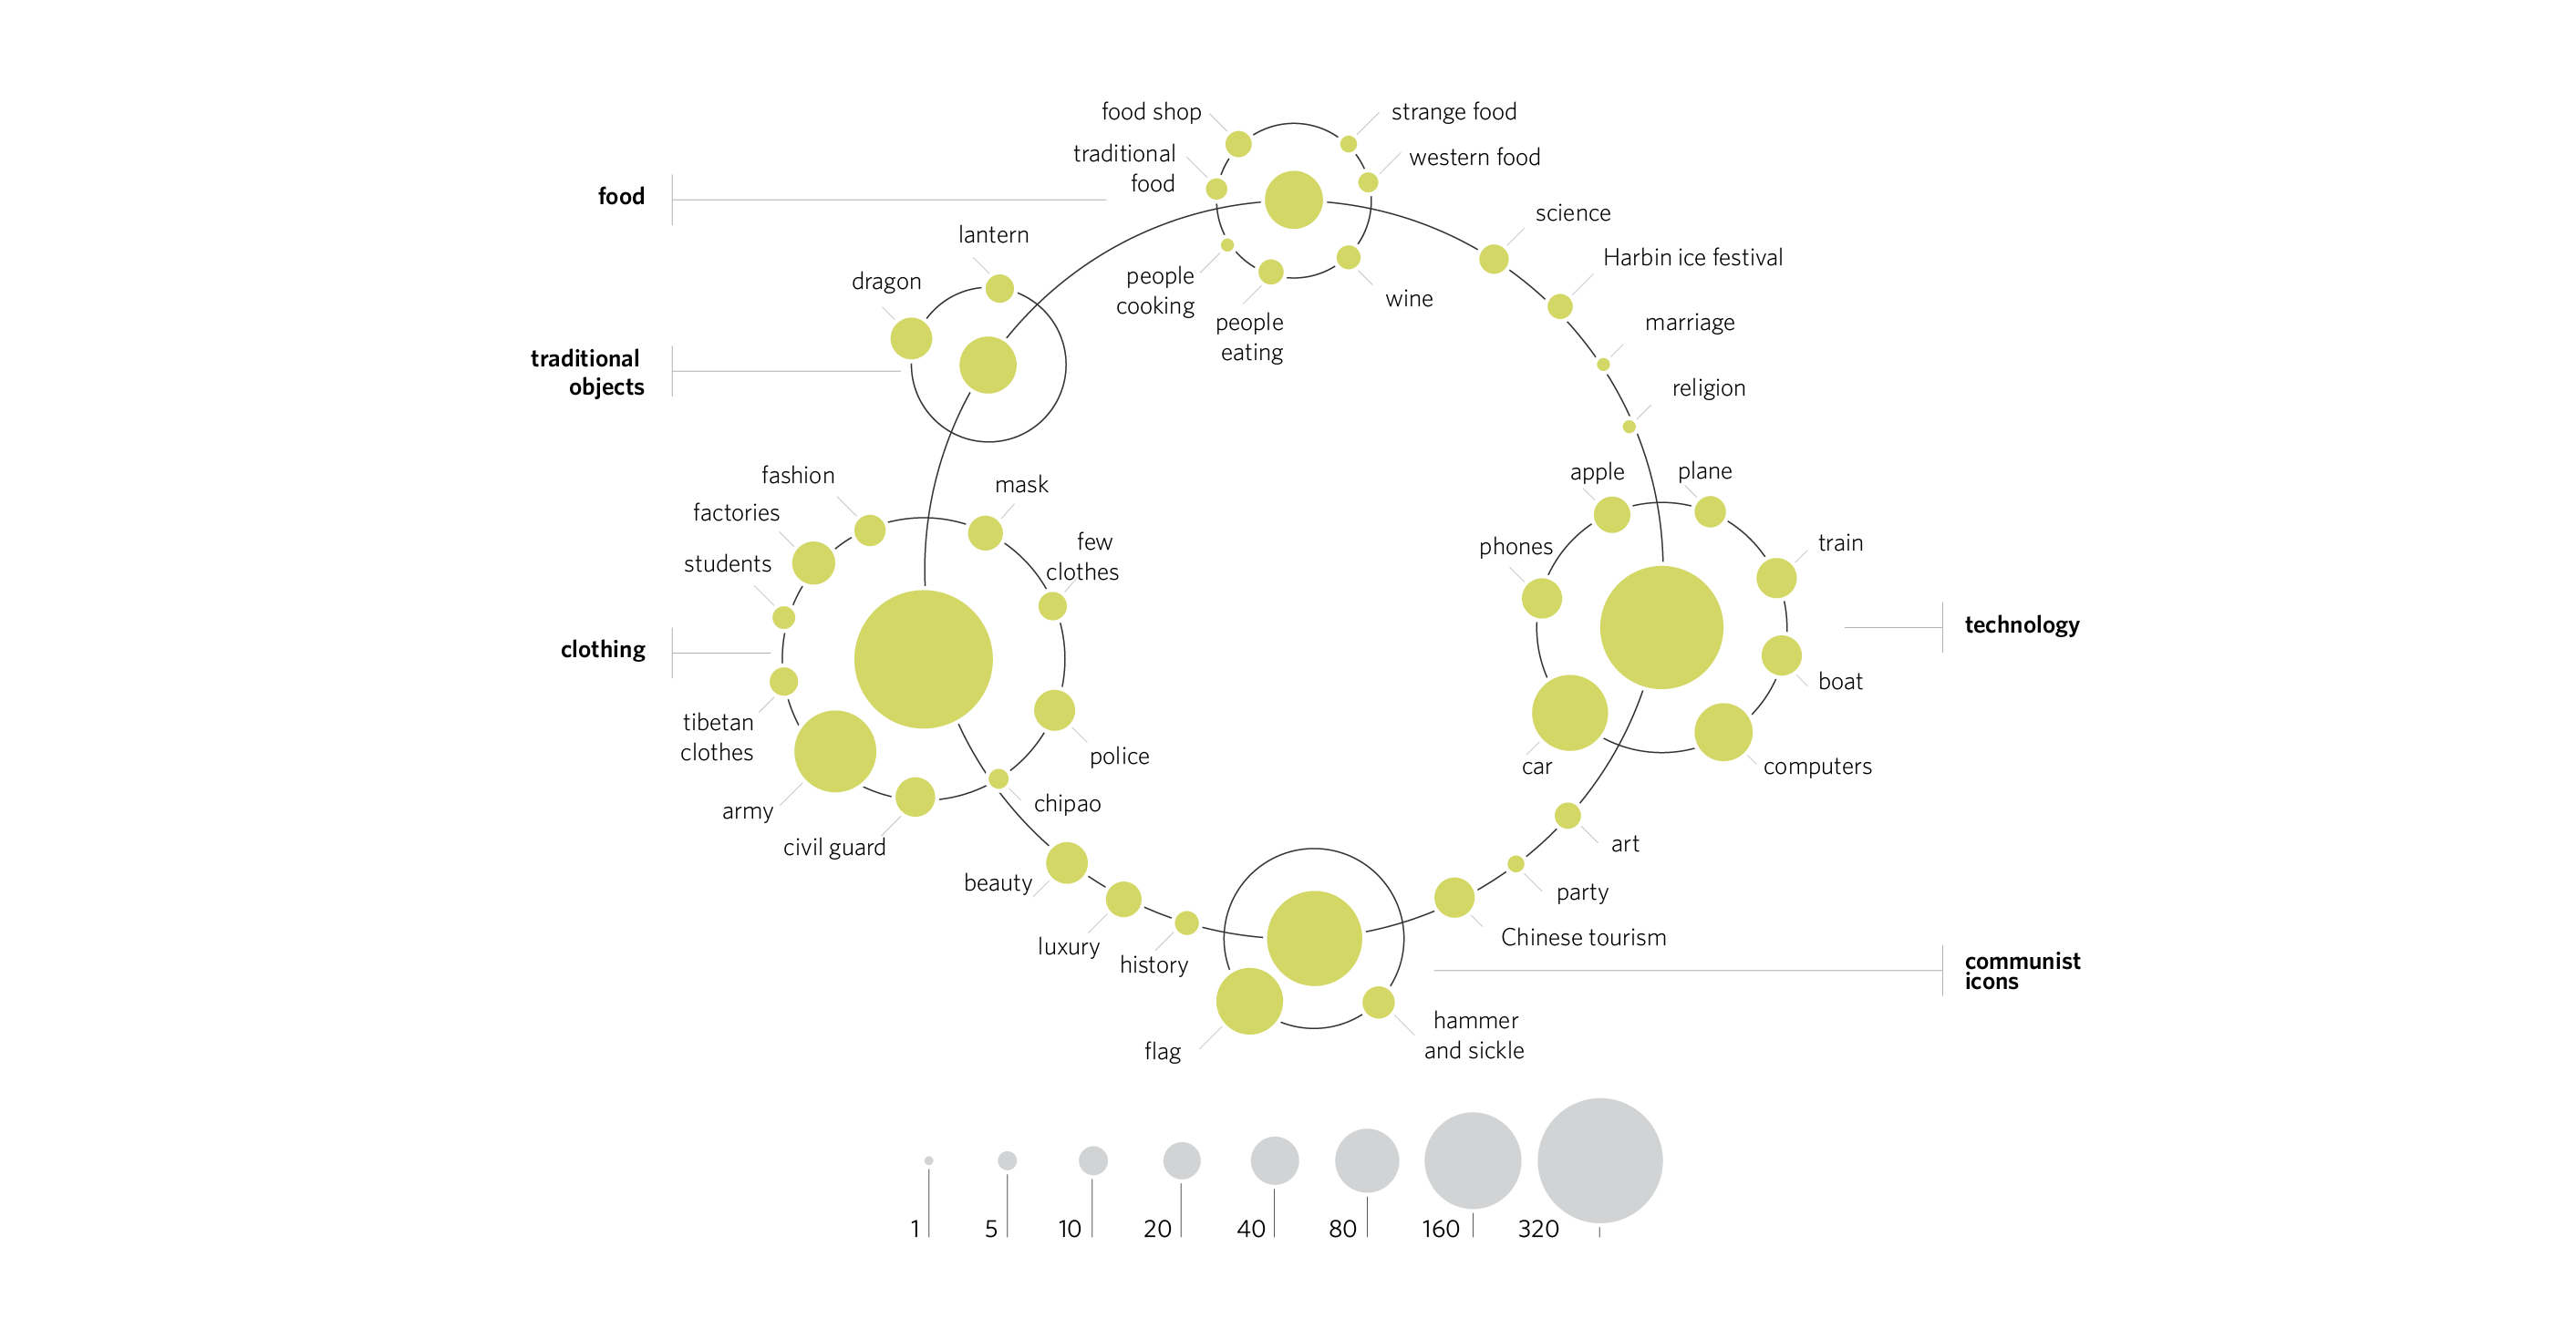 food shop
strange food
traditional
food
western food
food
science
lantern
Harbin ice festival
dragon
people
cooking
wine
people
eating
marriage
traditional
objects
religion
fashion
mask
apple
plane
factories
few
clothes
phones
train
students
clothing
technology
boat
tibetan
clothes
police
car
computers
army
chipao
civil guard
art
beauty
party
luxury
history
Chinese tourism
communist
icons
flag
hammer
and sickle
1
5
10
20
40
80
160
320